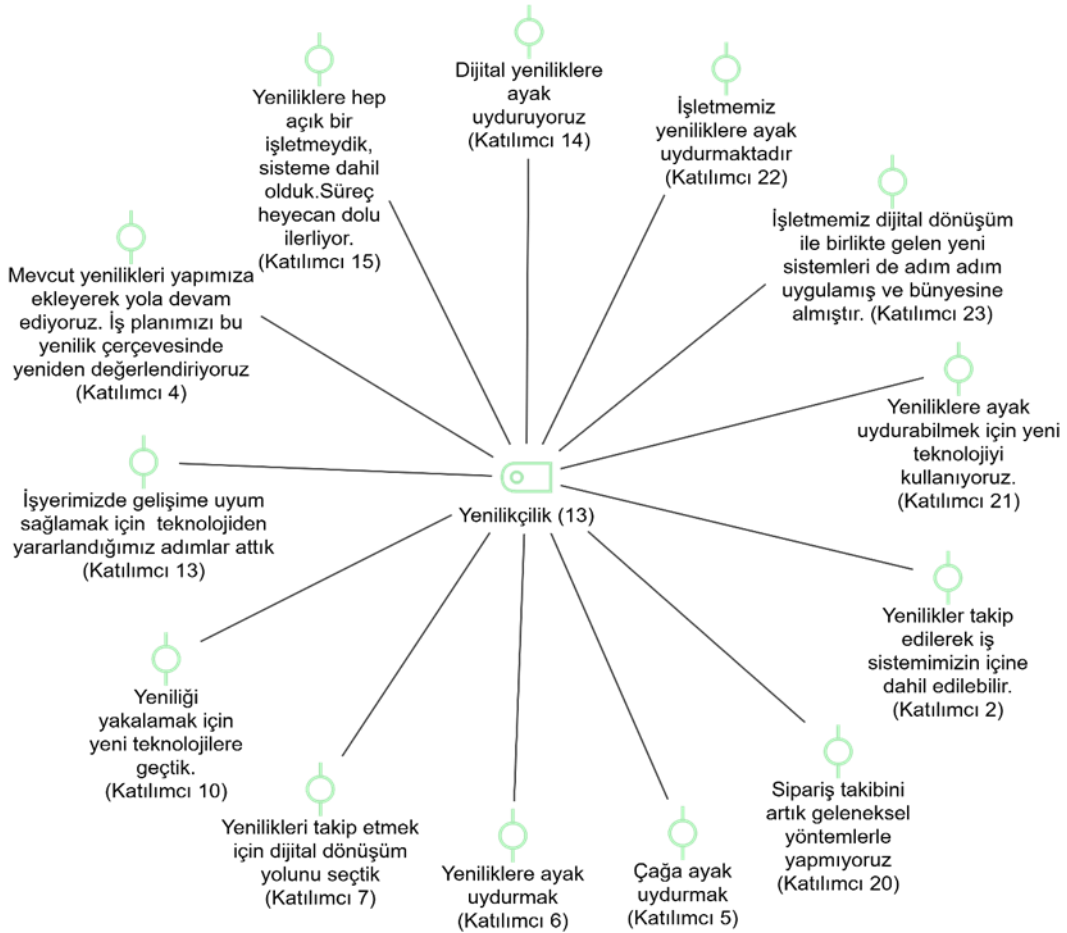 Dijital yeniliklere
ayak
uyduruyoruz
(Katılımcı 14)
Yeniliklere hep
açık bir
işletmeydik,
sisteme dahil
olduk.Süreç
heyecan dolu
ilerliyor.
(Katılımcı 15)
İşletmemiz
yeniliklere ayak
uydurmaktadır
(Katılımcı 22)
İşletmemiz dijital dönüşüm
ile birlikte gelen yeni
sistemleri de adım adım
uygulamış ve bünyesine
almıştır. (Katılımcı 23)
Mevcut yenilikleri yapımıza
ekleyerek yola devam
ediyoruz. İş planımızı bu
yenilik çerçevesinde
yeniden değerlendiriyoruz
(Katılımcı 4)
Yeniliklere ayak
uydurabilmek için yeni
teknolojiyi
kullanıyoruz.
(Katılımcı 21)
İşyerimizde gelişime uyum
sağlamak için  teknolojiden
yararlandığımız adımlar attık
(Katılımcı 13)
Yenilikçilik (13)
Yenilikler takip
edilerek iş
sistemimizin içine
dahil edilebilir.
(Katılımcı 2)
Yeniliği
yakalamak için
yeni teknolojilere
geçtik.
(Katılımcı 10)
Sipariş takibini
artık geleneksel
yöntemlerle
yapmıyoruz
(Katılımcı 20)
Yenilikleri takip etmek
için dijital dönüşüm
yolunu seçtik
(Katılımcı 7)
Yeniliklere ayak
uydurmak
(Katılımcı 6)
Çağa ayak
uydurmak
(Katılımcı 5)